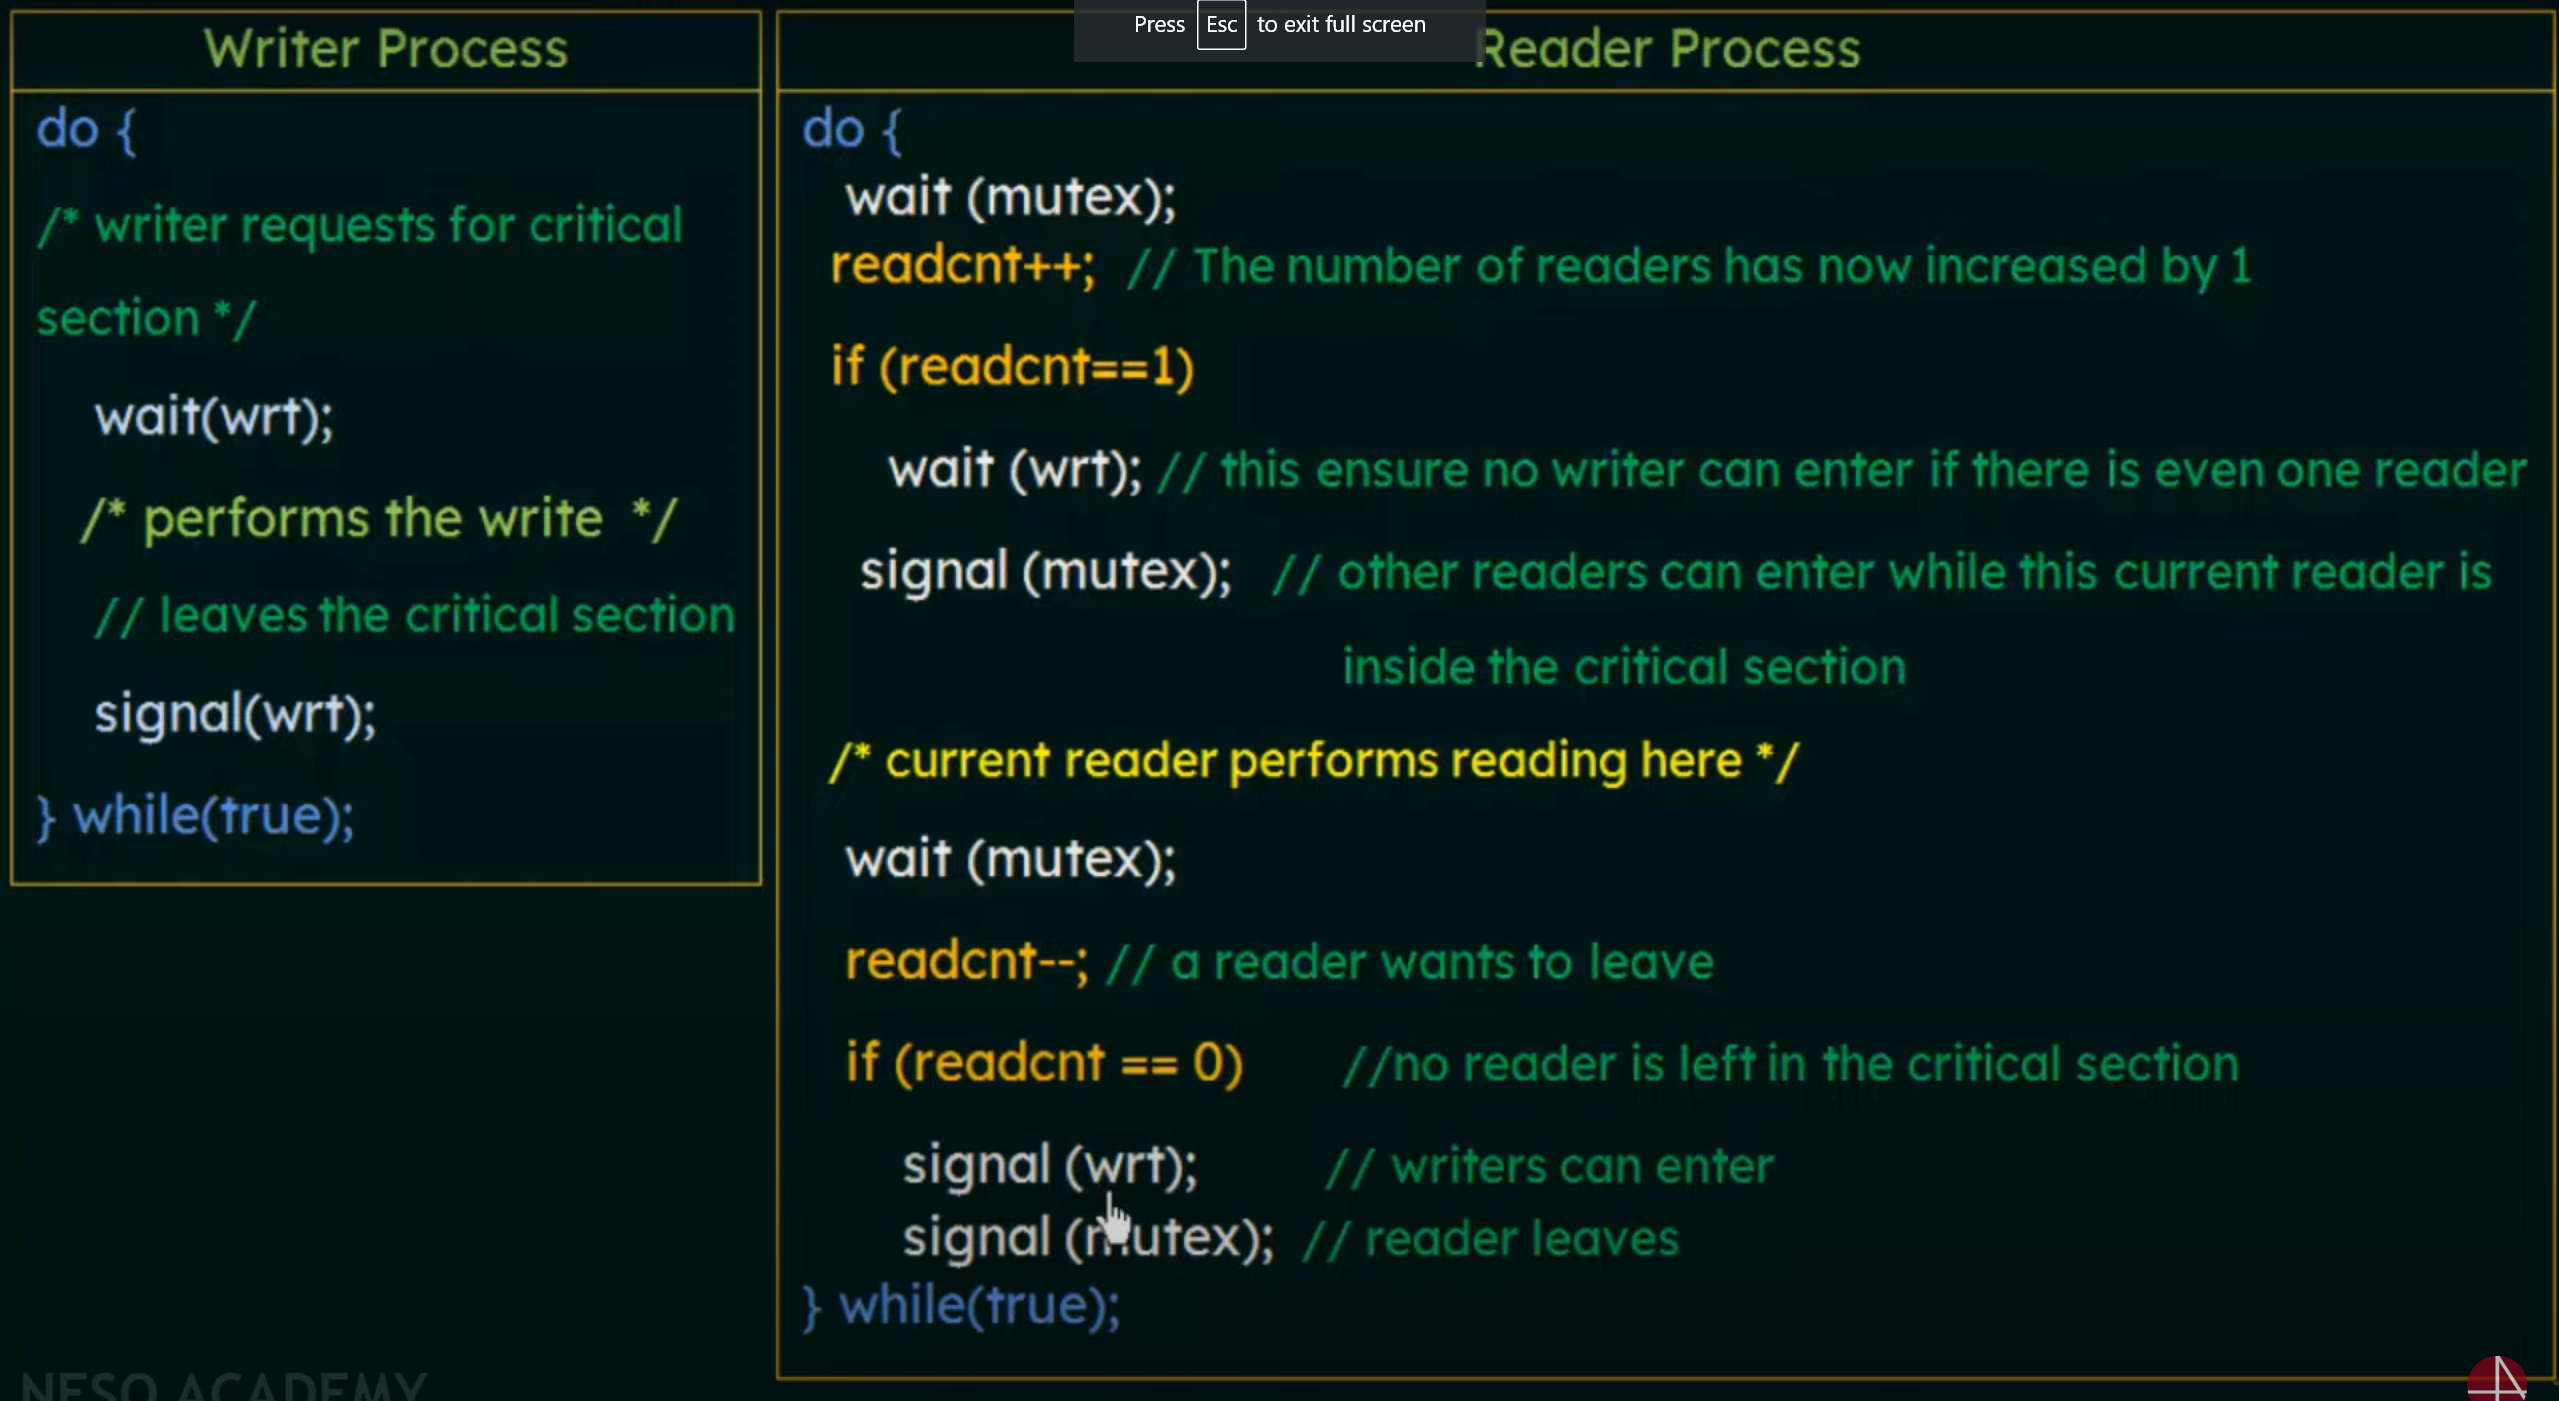 Press Esc to exit full screen
Writer Process
do {
/* writer requests for critical
section */
wait(wrt);
/* performs the write */
// leaves the critical section
signal(wrt);
} while(true);
Reader Process
do {
wait (mutex);
readcnt++; // The number of readers has now increased by 1
if (readcnt==1)
wait (wrt); // this ensure no writer can enter if there is even one reader
signal (mutex); // other readers can enter while this current reader is
inside the critical section
/* current reader performs reading here */
wait (mutex);
readcnt--; // a reader wants to leave
if (readcnt == 0) //no reader is left in the critical section
signal (wrt); // writers can enter
signal (mutex); // reader leaves
} while(true);
NESO ACADEMY